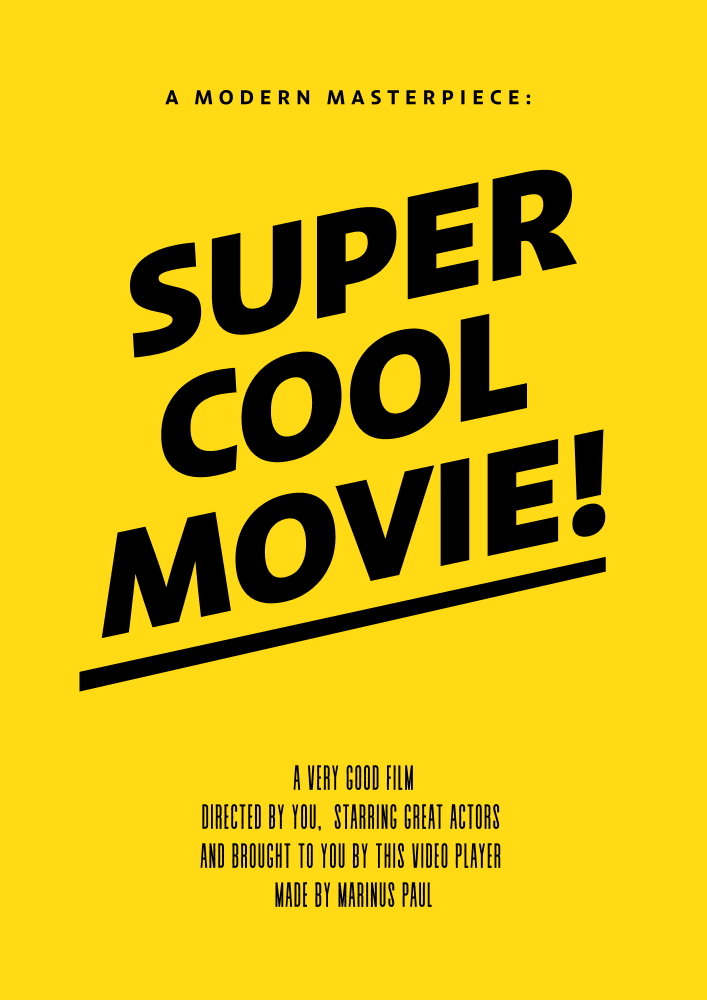 A MODERN MASTERPIECE:
SUPER
COOL
MOVIE!
A VERY GOOD FILM
DIRECTED BY YOU, STARRING GREAT ACTORS
AND BROUGHT TO YOU BY THIS VIDEO PLAYER
MADE BY MARINUS PAUL